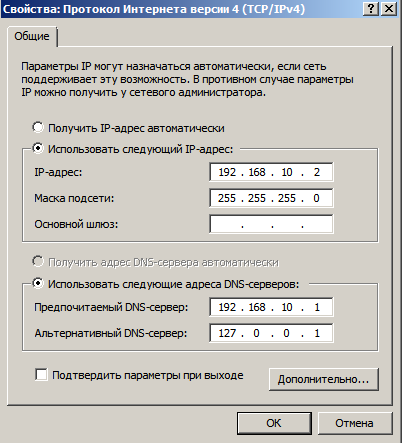 Свойства: Протокол Интернета версии 4 (TCP/IPv4)
Общие
Параметры IP могут назначаться автоматически, если сеть
поддерживает эту возможность. В противном случае параметры
IP можно получить у сетевого администратора.
Получить IP-адрес автоматически
Использовать следующий IP-адрес:
IP-адрес: 192 . 168 . 10 . 2
Маска подсети: 255 . 255 . 255 . 0
Основной шлюз: . . .
Получить адрес DNS-сервера автоматически
Использовать следующие адреса DNS-серверов:
Предпочитаемый DNS-сервер: 192 . 168 . 10 . 1
Альтернативный DNS-сервер: 127 . 0 . 0 . 1
Подтвердить параметры при выходе
Дополнительно...
ОК Отмена